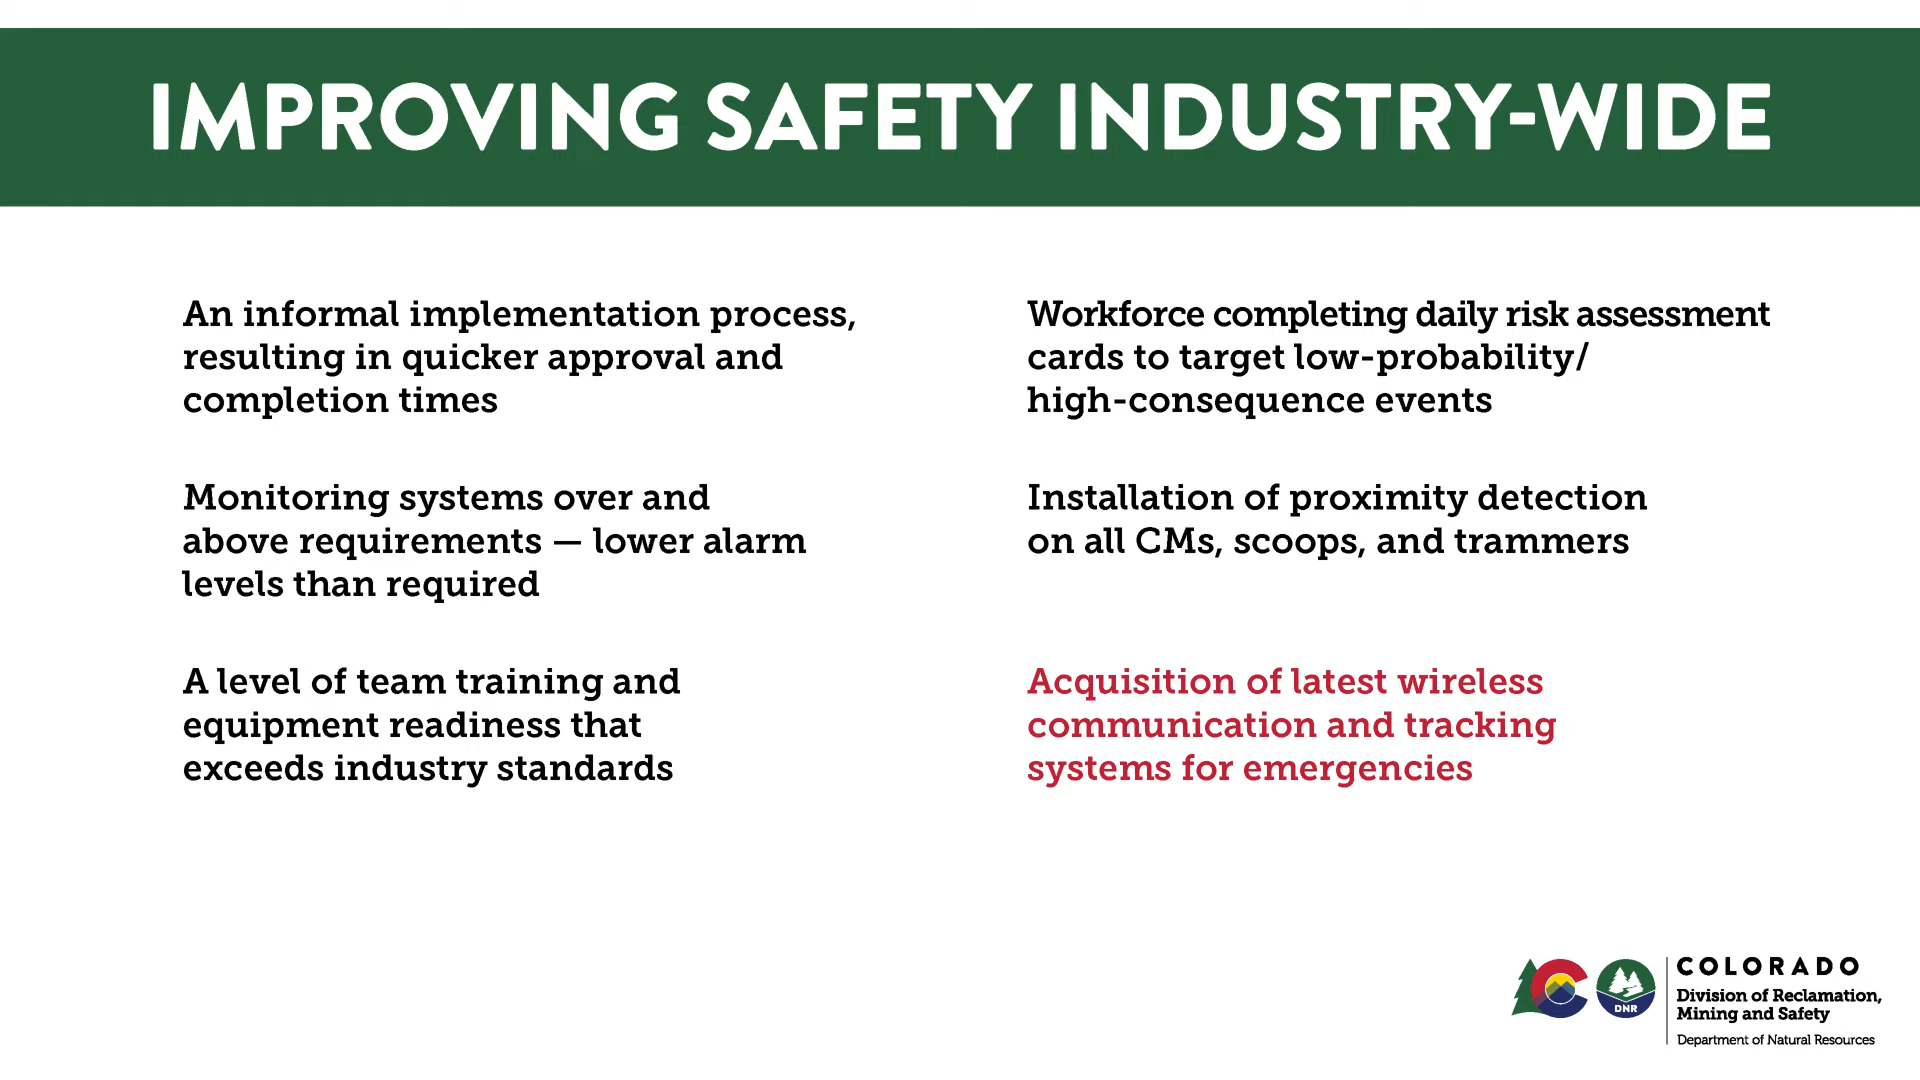 IMPROVING SAFETY INDUSTRY-WIDE
An informal implementation process,
resulting in quicker approval and
completion times
Monitoring systems over and
above requirements — lower alarm
levels than required
A level of team training and
equipment readiness that
exceeds industry standards
Workforce completing daily risk assessment
cards to target low-probability/
high-consequence events
Installation of proximity detection
on all CMs, scoops, and trammers
Acquisition of latest wireless
communication and tracking
systems for emergencies
DNR
COLORADO
Division of Reclamation,
Mining and Safety
Department of Natural Resources